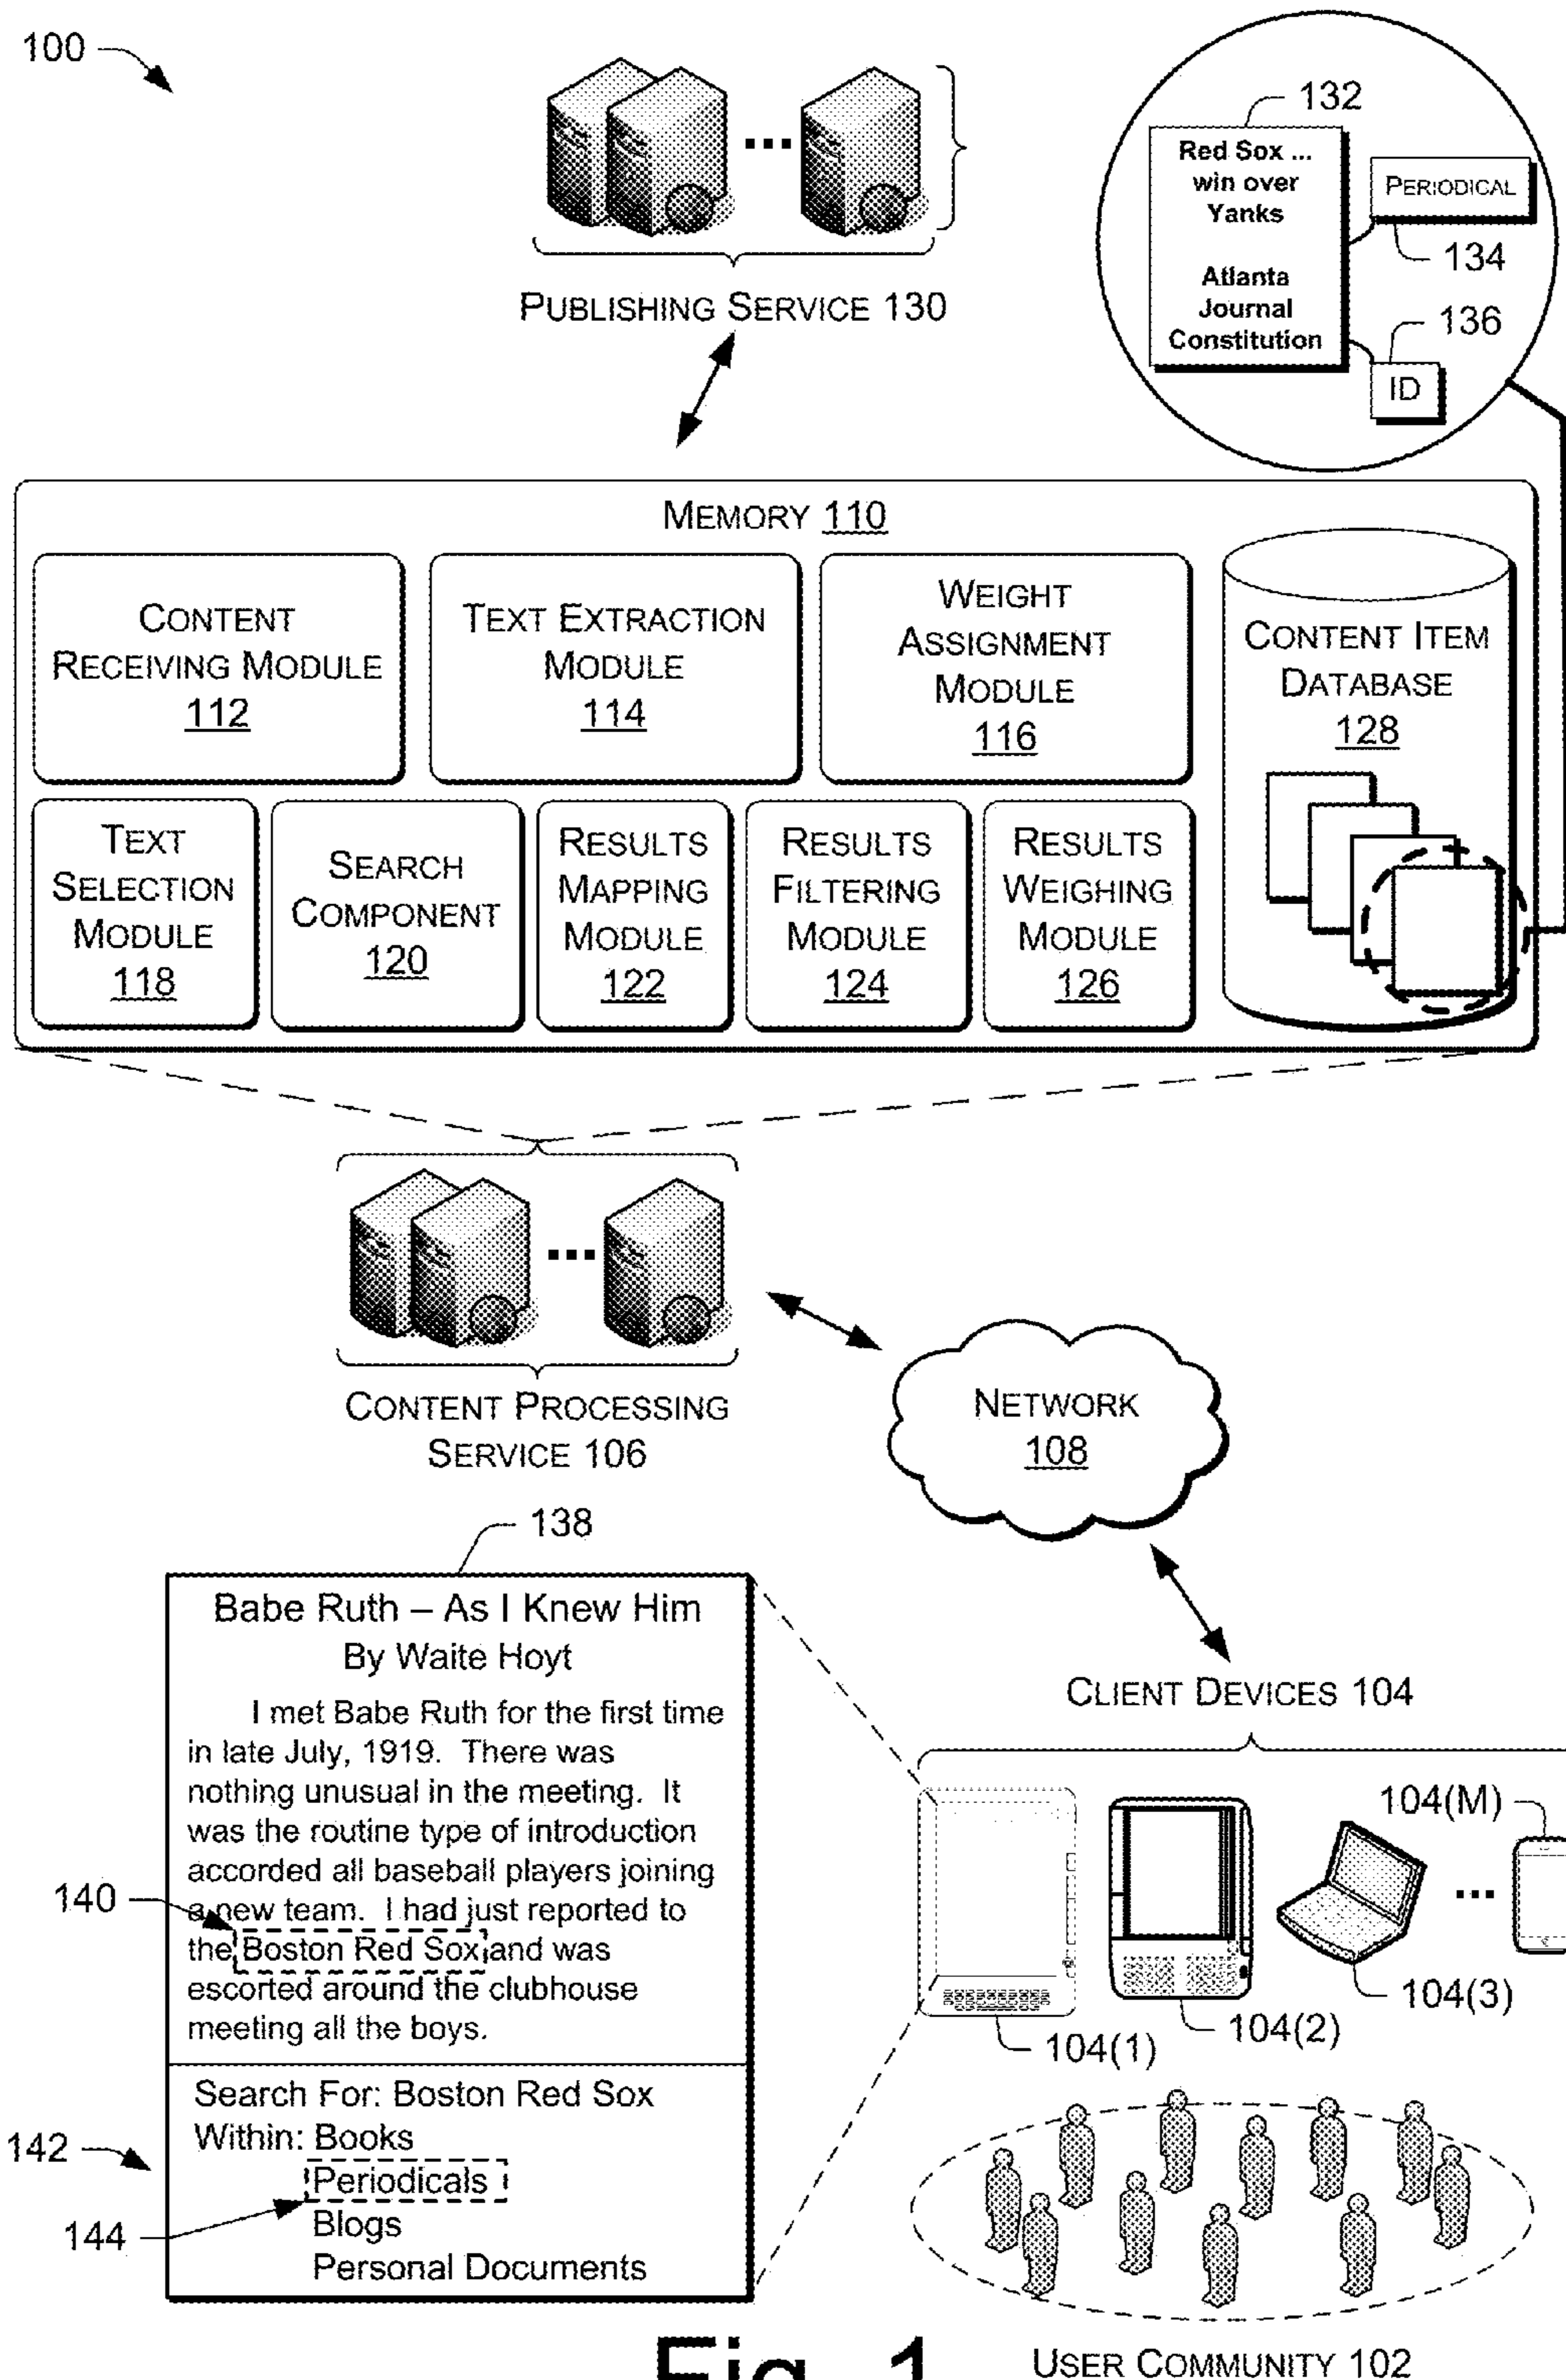 100
132
Red Sox ...
win over
Yanks
Atlanta
Journal
Constitution
PERIODICAL
134
136
ID
PUBLISHING SERVICE 130
MEMORY 110
CONTENT
RECEIVING MODULE
112
TEXT EXTRACTION
MODULE
114
WEIGHT
ASSIGNMENT
MODULE
116
CONTENT ITEM
DATABASE
128
TEXT
SELECTION
MODULE
118
SEARCH
COMPONENT
120
RESULTS
MAPPING
MODULE
122
RESULTS
FILTERING
MODULE
124
RESULTS
WEIGHING
MODULE
126
CONTENT PROCESSING
SERVICE 106
NETWORK
108
138
Babe Ruth – As I Knew Him
By Waite Hoyt
I met Babe Ruth for the first time
in late July, 1919. There was
nothing unusual in the meeting. It
was the routine type of introduction
accorded all baseball players joining
a new team. I had just reported to
the Boston Red Sox and was
escorted around the clubhouse
meeting all the boys.
140
Search For: Boston Red Sox
Within: Books
Periodicals
Blogs
Personal Documents
142
144
CLIENT DEVICES 104
104(M)
104(3)
104(2)
104(1)
USER COMMUNITY 102
Fig. 1